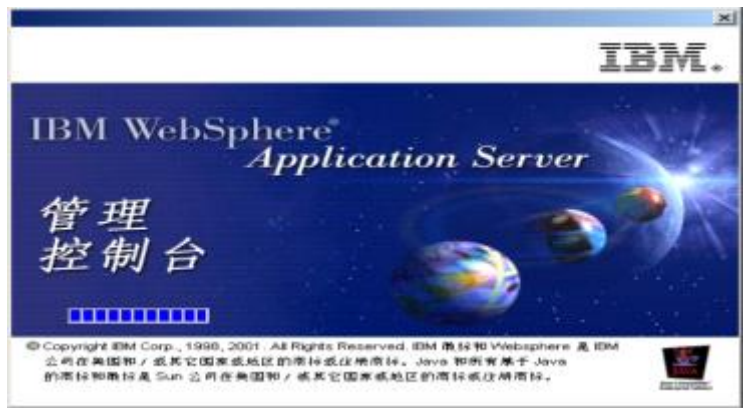 IBM.
IBM WebSphere®
Application Server
管理
控制台
© Copyright IBM Corp., 1998, 2001. All Rights Reserved. IBM 徽标和 Websphere 是 IBM
公司在美国和 / 或其它国家或地区的商标或注册商标。Java 和所有基于 Java
的商标和徽标是 Sun 公司在美国和 / 或其它国家或地区的商标或注册商标。
JAVA